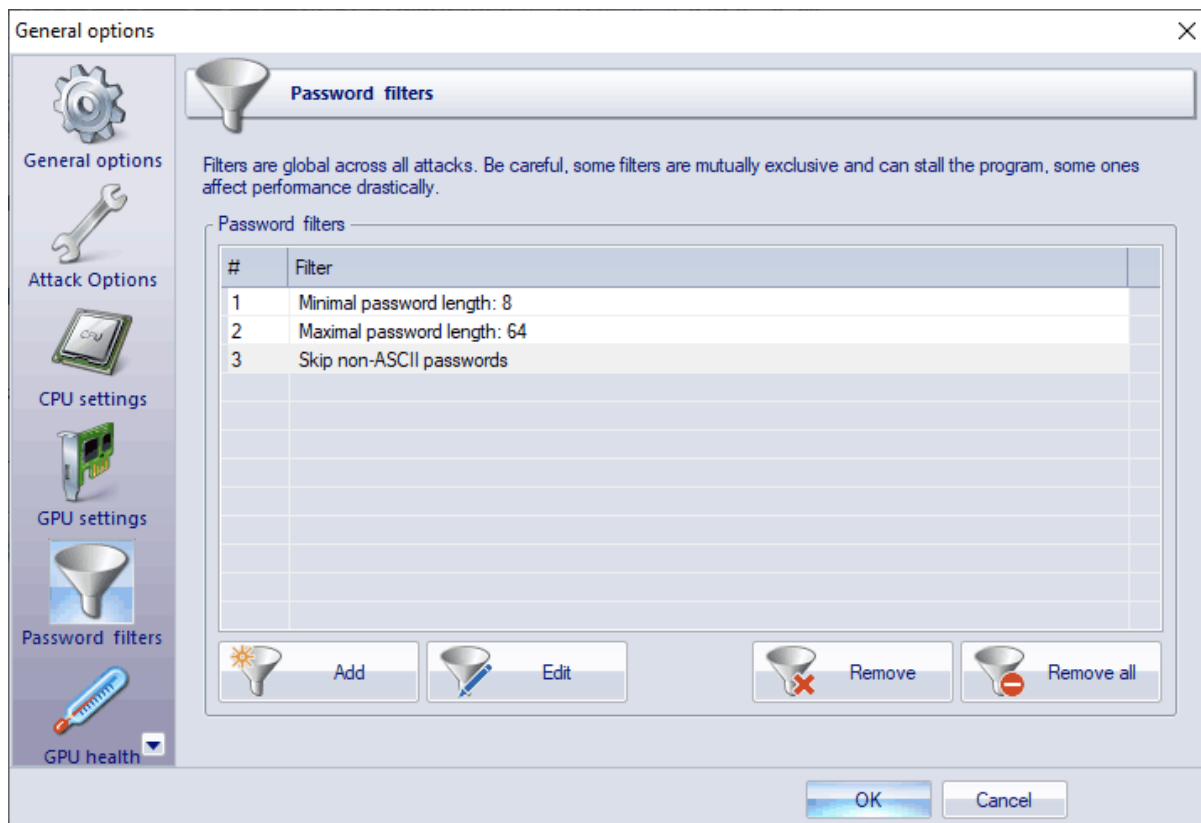 General options
General options
Attack Options
CPU
CPU settings
GPU settings
Password filters
GPU health
Password filters
Filters are global across all attacks. Be careful, some filters are mutually exclusive and can stall the program, some ones
affect performance drastically.
Password filters
# Filter
1 Minimal password length: 8
2 Maximal password length: 64
3 Skip non-ASCII passwords
Add Edit Remove Remove all
OK Cancel